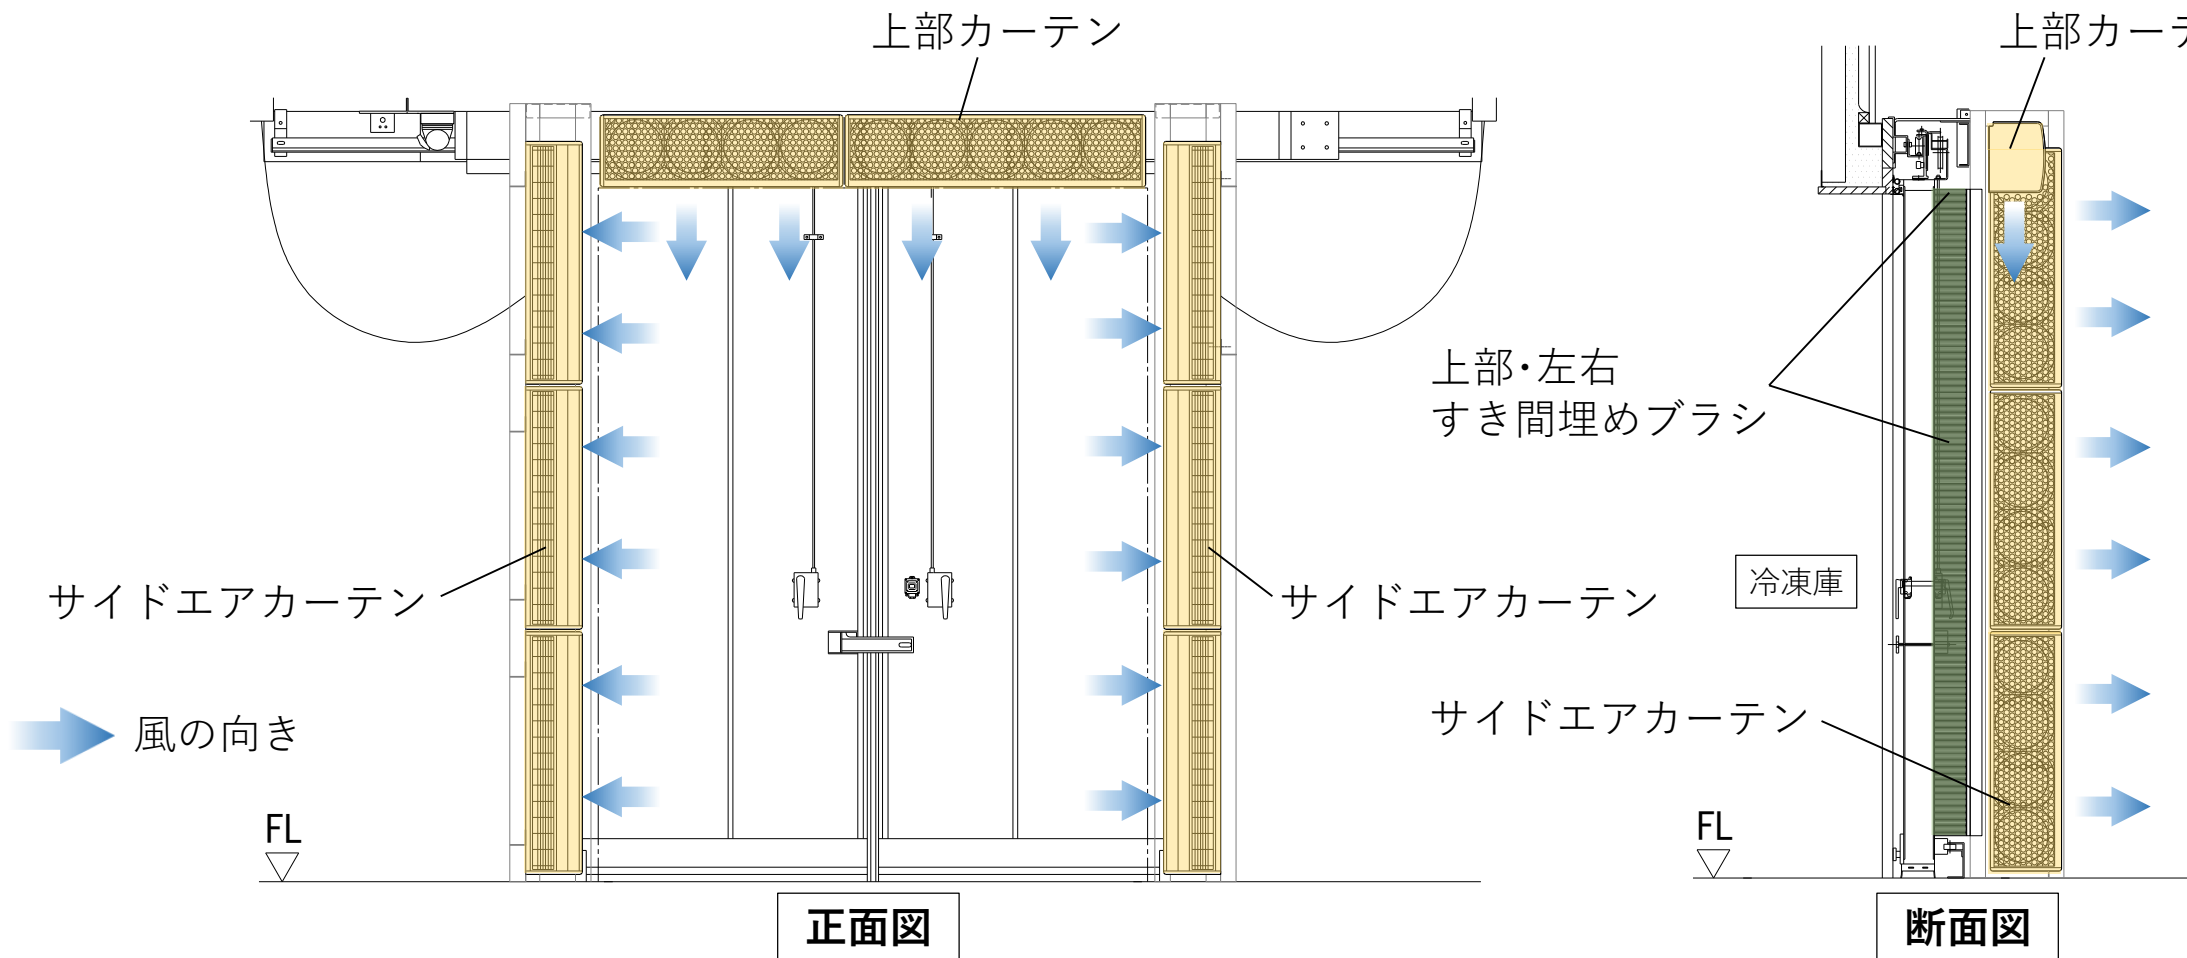 上部カーテン
上部カーテ
上部・左右
すき間埋めブラシ
冷凍庫
サイドエアカーテン
サイドエアカーテン
サイドエアカーテン
風の向き
FL
FL
正面図
断面図